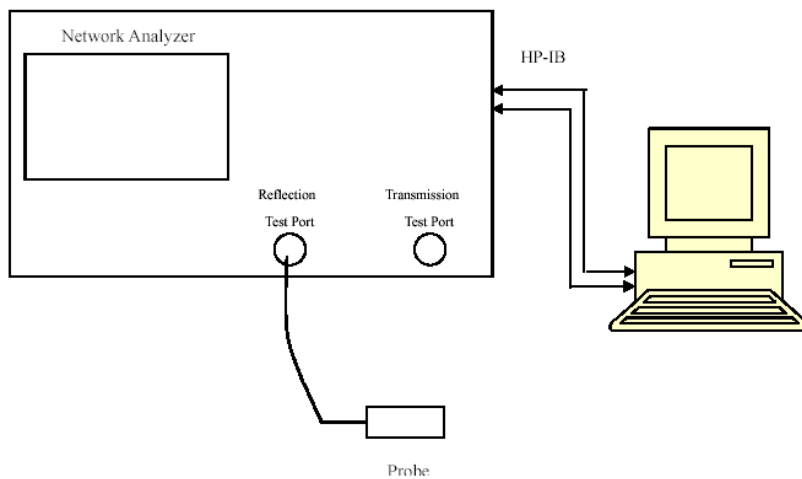 Network Analyzer
HP-IB
Reflection
Test Port
Transmission
Test Port
Probe